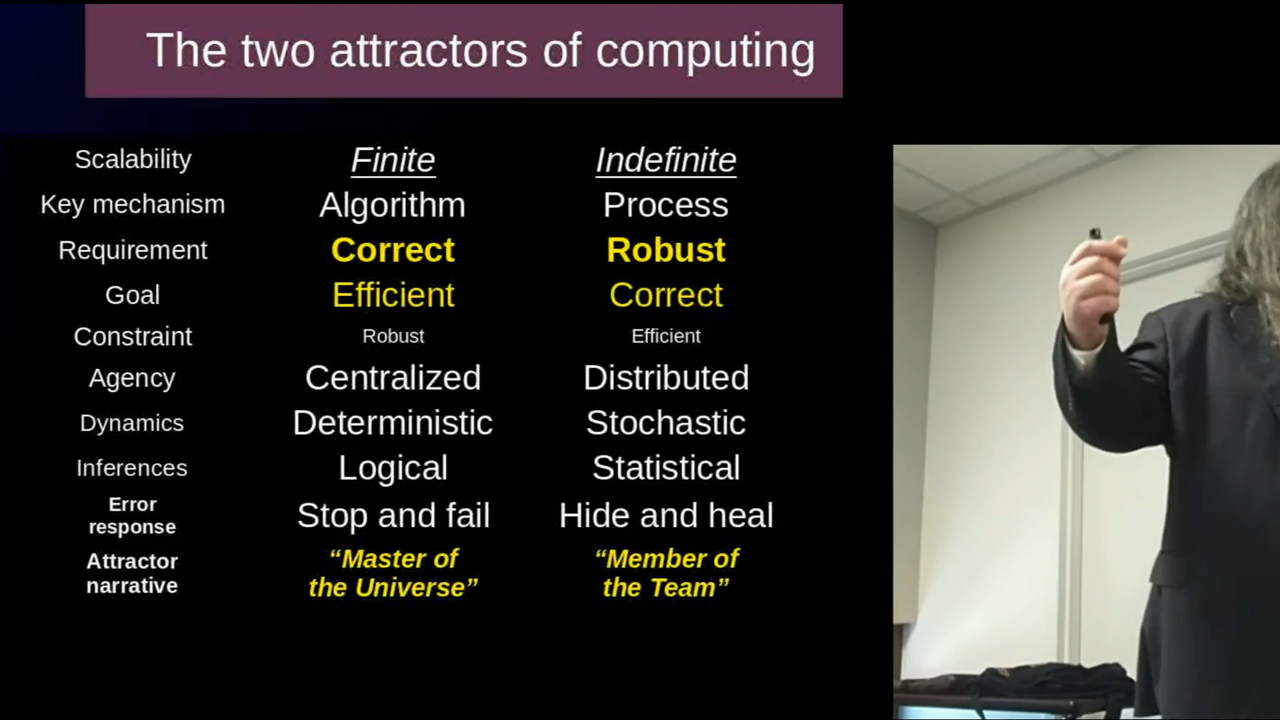 The two attractors of computing
Scalability Finite Indefinite
Key mechanism Algorithm Process
Requirement Correct Robust
Goal Efficient Correct
Constraint Robust Efficient
Agency Centralized Distributed
Dynamics Deterministic Stochastic
Inferences Logical Statistical
Error
response Stop and fail Hide and heal
Attractor
narrative
“Master of
the Universe”
“Member of
the Team”